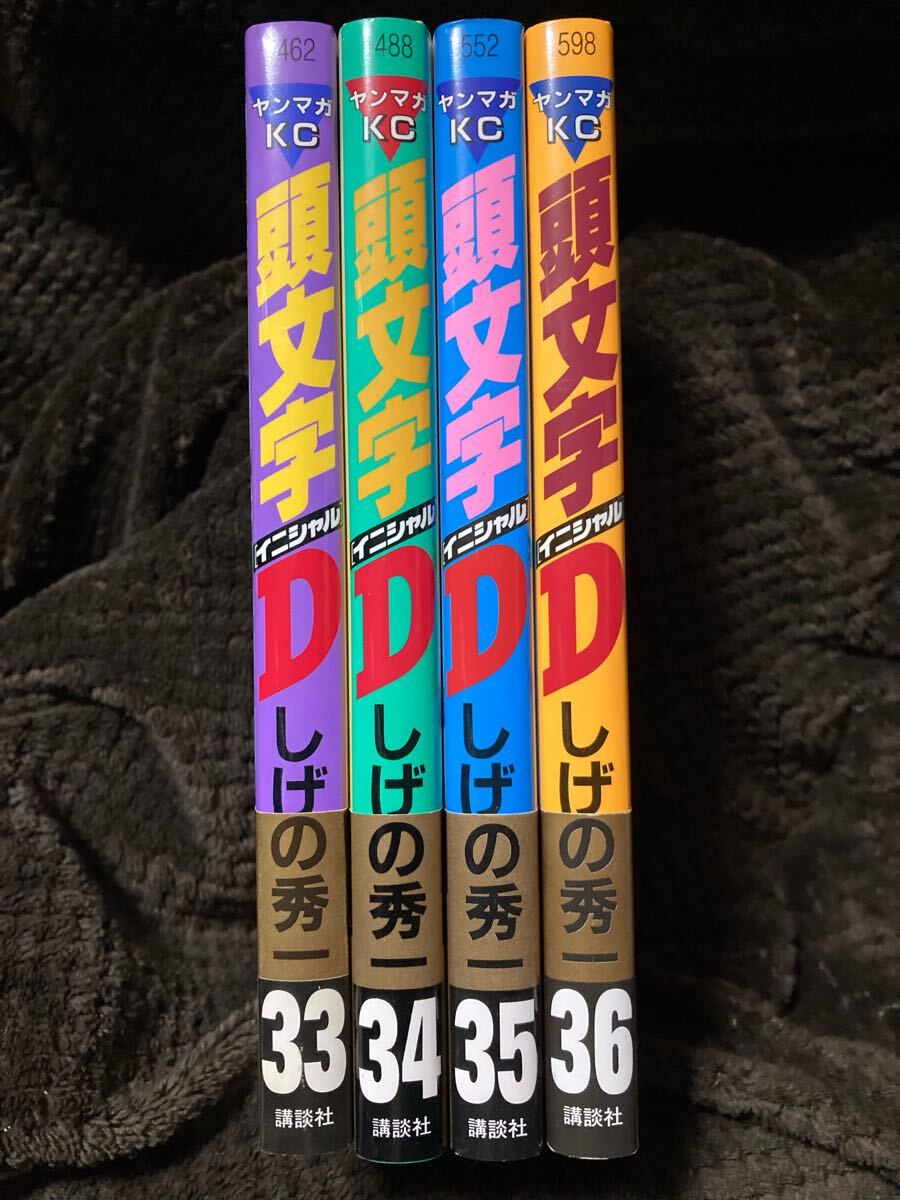 462
ヤンマガ
KC
頭文字
[イニシャル]
D
しげの秀一
33
講談社
488
ヤンマガ
KC
頭文字
[イニシャル]
D
しげの秀一
34
講談社
552
ヤンマガ
KC
頭文字
[イニシャル]
D
しげの秀一
35
講談社
598
ヤンマガ
KC
頭文字
[イニシャル]
D
しげの秀一
36
講談社